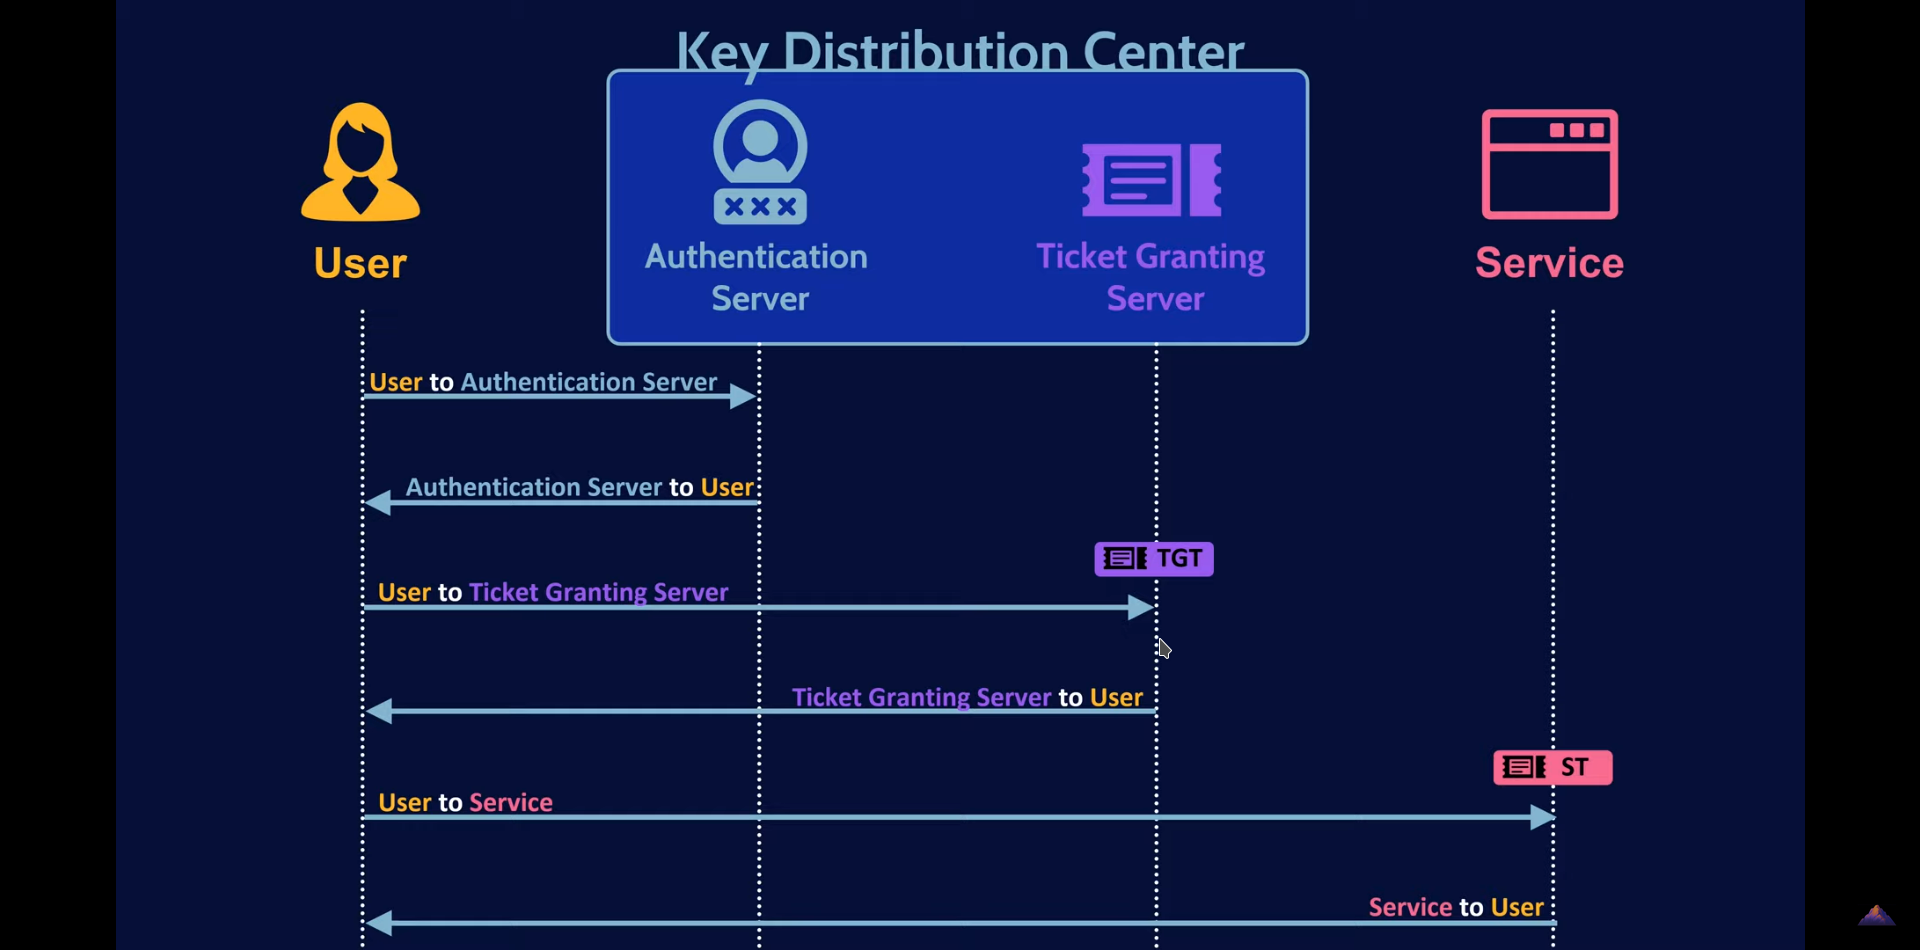 Key Distribution Center
User
Authentication
Server
Ticket Granting
Server
Service
User to Authentication Server
Authentication Server to User
TGT
User to Ticket Granting Server
Ticket Granting Server to User
ST
User to Service
Service to User